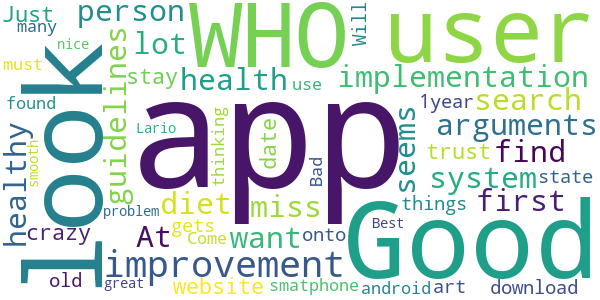 Just
person
WHO
Will
user
many
nice
lot
must
stay
health
use
implementation
look
guidelines
found
Lario
1year
search
healthy
smooth
app
thinking
date
Bad
seems
arguments
trust
find
system
state
diet
miss
things
first
crazy
At
gets
Come
want
onto
problem
Best
Good
old
improvement
great
website
smatphone
android
art
download